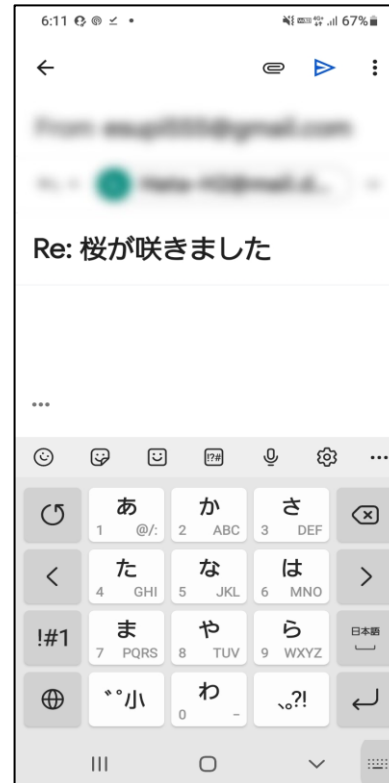 6:11 67%
Re: 桜が咲きました
...
!?#
あ か さ
1 @/: 2 ABC 3 DEF
た な は
4 GHI 5 JKL 6 MNO
!#1 ま や ら 日本語
7 PQRS 8 TUV 9 WXYZ
゛゜小 わ 、。?!
0 -